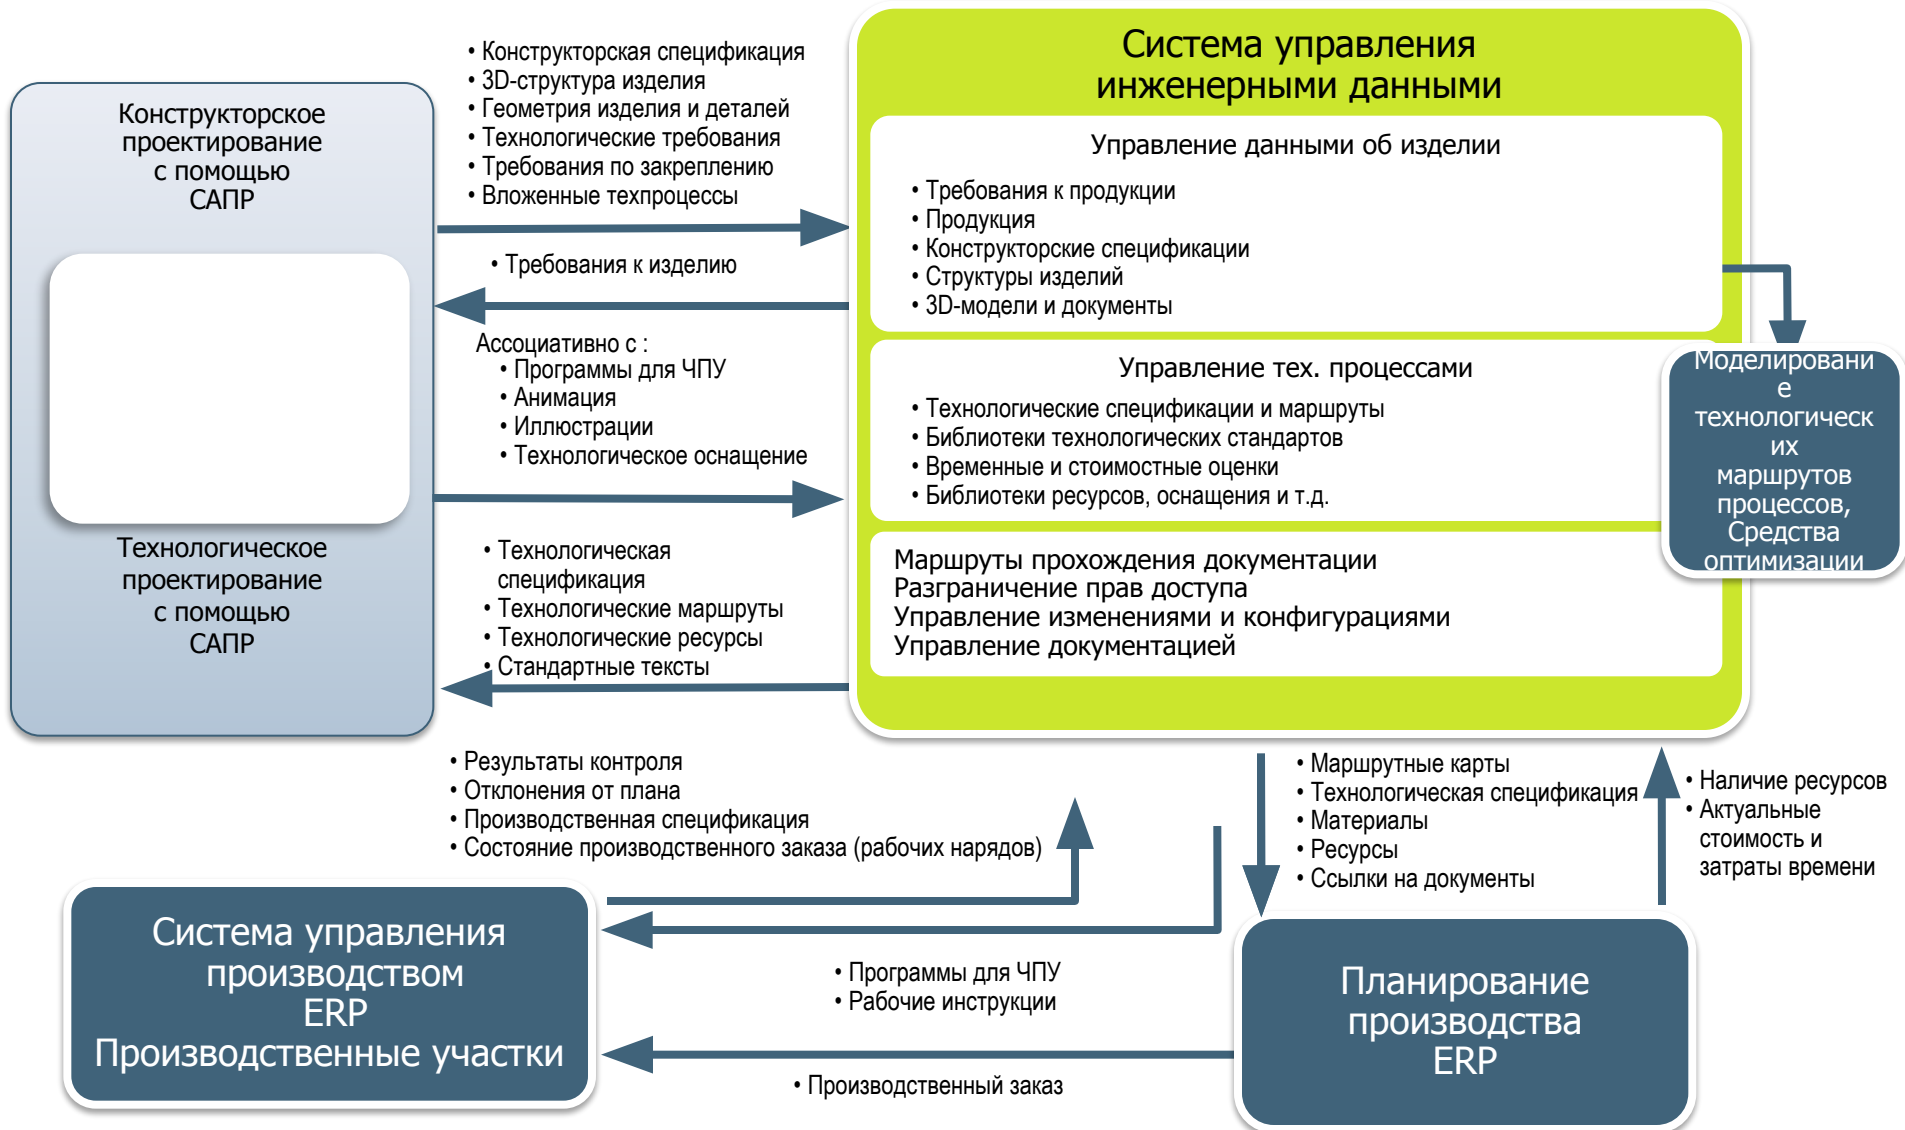 Конструкторское
проектирование
с помощью
САПР
Технологическое
проектирование
с помощью
САПР
• Конструкторская спецификация
• 3D-структура изделия
• Геометрия изделия и деталей
• Технологические требования
• Требования по закреплению
• Вложенные техпроцессы
• Требования к изделию
Ассоциативно с :
• Программы для ЧПУ
• Анимация
• Иллюстрации
• Технологическое оснащение
• Технологическая
спецификация
• Технологические маршруты
• Технологические ресурсы
• Стандартные тексты
Система управления
инженерными данными
Управление данными об изделии
• Требования к продукции
• Продукция
• Конструкторские спецификации
• Структуры изделий
• 3D-модели и документы
Управление тех. процессами
• Технологические спецификации и маршруты
• Библиотеки технологических стандартов
• Временные и стоимостные оценки
• Библиотеки ресурсов, оснащения и т.д.
Маршруты прохождения документации
Разграничение прав доступа
Управление изменениями и конфигурациями
Управление документацией
Моделировани
е
технологическ
их
маршрутов
процессов,
Средства
оптимизации
• Результаты контроля
• Отклонения от плана
• Производственная спецификация
• Состояние производственного заказа (рабочих нарядов)
• Маршрутные карты
• Технологическая спецификация
• Материалы
• Ресурсы
• Ссылки на документы
• Наличие ресурсов
• Актуальные
стоимость и
затраты времени
Система управления
производством
ERP
Производственные участки
• Программы для ЧПУ
• Рабочие инструкции
• Производственный заказ
Планирование
производства
ERP